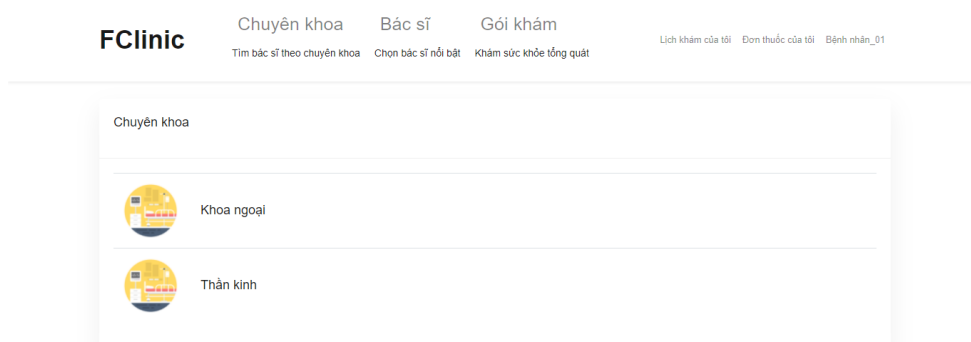 FClinic
Chuyên khoa
Tìm bác sĩ theo chuyên khoa
Bác sĩ
Chọn bác sĩ nổi bật
Gói khám
Khám sức khỏe tổng quát
Lịch khám của tôi
Đơn thuốc của tôi
Bệnh nhân_01
Chuyên khoa
Khoa ngoại
Thần kinh